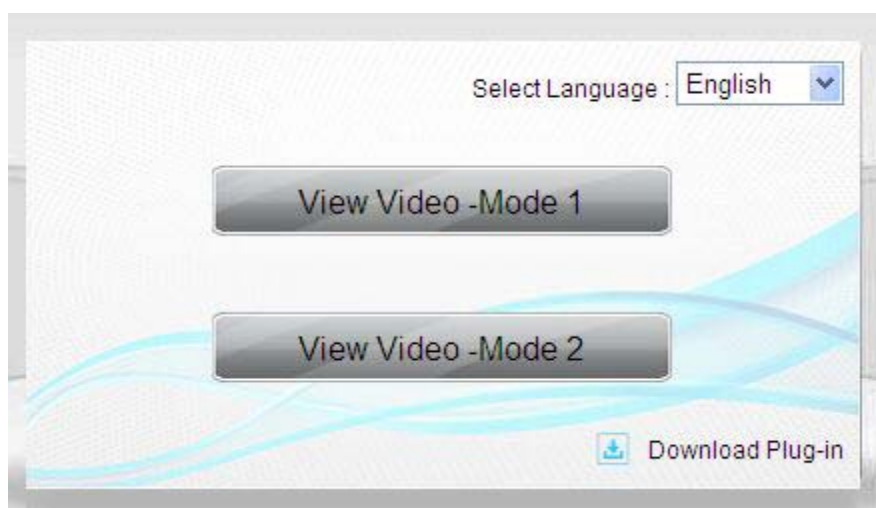 Select Language : English
View Video -Mode 1
View Video -Mode 2
Download Plug-in